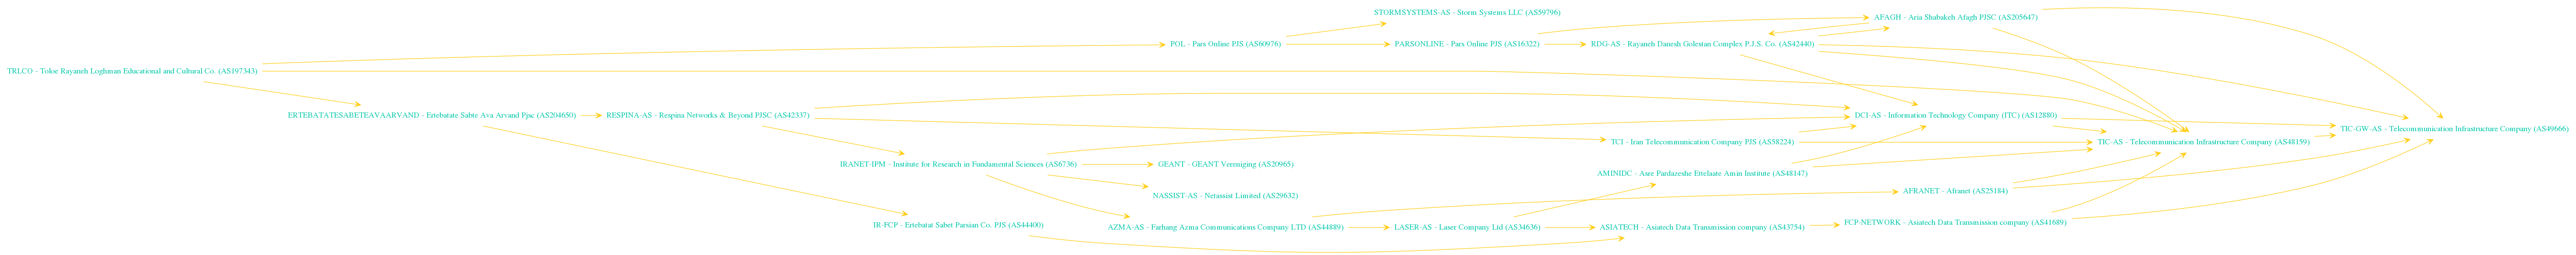 STORMSYSTEMS-AS - Storm Systems LLC (AS59796)
AFAGH - Aria Shabakeh Afagh PJSC (AS205647)
POL - Pars Online PJS (AS60976)
PARSONLINE - Pars Online PJS (AS16322)
RDG-AS - Rayaneh Danesh Golestan Complex P.J.S. Co. (AS42440)
TRLCO - Toloe Rayaneh Loghman Educational and Cultural Co. (AS197343)
ERTEBATATESABETEAVAARVAND - Ertebatate Sabte Ava Arvand Pjsc (AS204650)
RESPINA-AS - Respina Networks & Beyond PJSC (AS42337)
DCI-AS - Information Technology Company (ITC) (AS12880)
TIC-GW-AS - Telecommunication Infrastructure Company (AS49666)
TCI - Iran Telecommunication Company PJS (AS58224)
TIC-AS - Telecommunication Infrastructure Company (AS48159)
IRANET-IPM - Institute for Research in Fundamental Sciences (AS6736)
GEANT - GEANT Vereniging (AS20965)
AMINIDC - Asre Pardazeshe Ettelaate Amin Institute (AS48147)
NASSIST-AS - Netassist Limited (AS29632)
AFRANET - Afranet (AS25184)
IR-FCP - Ertebatat Sabet Parsian Co. PJS (AS44400)
AZMA-AS - Farhang Azma Communications Company LTD (AS44889)
LASER-AS - Laser Company Ltd (AS34636)
ASIATECH - Asiatech Data Transmission company (AS43754)
FCP-NETWORK - Asiatech Data Transmission company (AS41689)